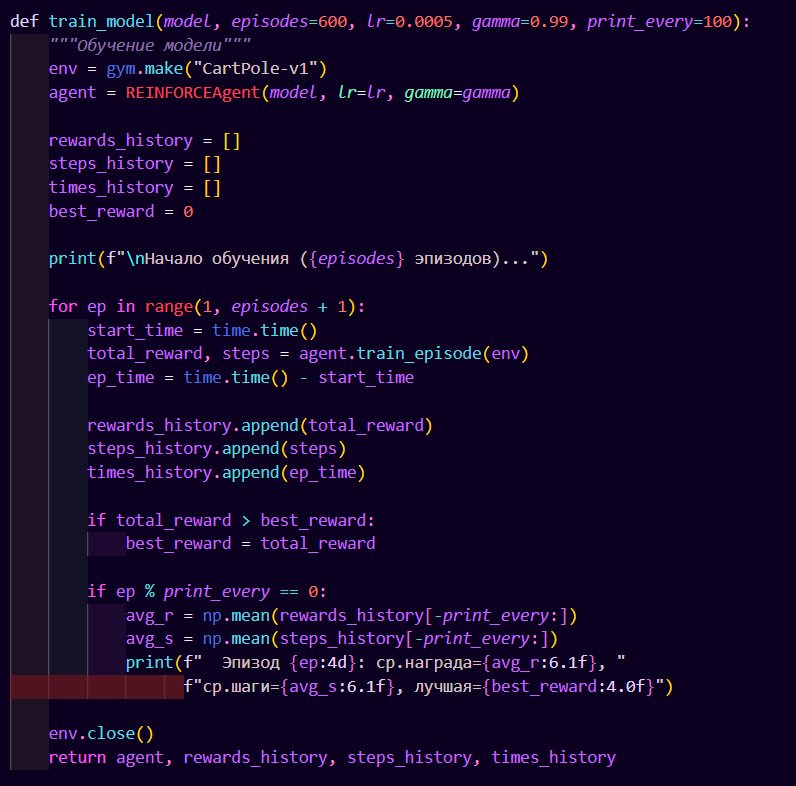 def train_model(model, episodes=600, lr=0.0005, gamma=0.99, print_every=100):
    """Обучение модели"""
    env = gym.make("CartPole-v1")
    agent = REINFORCEAgent(model, lr=lr, gamma=gamma)

    rewards_history = []
    steps_history = []
    times_history = []
    best_reward = 0

    print(f"\nНачало обучения ({episodes} эпизодов)...")

    for ep in range(1, episodes + 1):
        start_time = time.time()
        total_reward, steps = agent.train_episode(env)
        ep_time = time.time() - start_time

        rewards_history.append(total_reward)
        steps_history.append(steps)
        times_history.append(ep_time)

        if total_reward > best_reward:
            best_reward = total_reward

        if ep % print_every == 0:
            avg_r = np.mean(rewards_history[-print_every:])
            avg_s = np.mean(steps_history[-print_every:])
            print(f"  Эпизод {ep:4d}: ср.награда={avg_r:6.1f}, "
                  f"ср.шаги={avg_s:6.1f}, лучшая={best_reward:4.0f}")

    env.close()
    return agent, rewards_history, steps_history, times_history